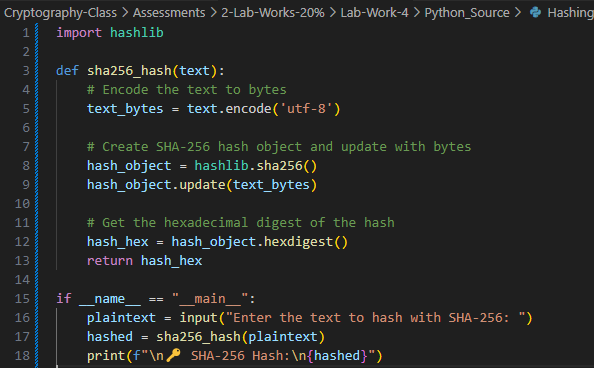 Cryptography-Class > Assessments > 2-Lab-Works-20% > Lab-Work-4 > Python_Source > Hashing
1 import hashlib
2
3 def sha256_hash(text):
4     # Encode the text to bytes
5     text_bytes = text.encode('utf-8')
6
7     # Create SHA-256 hash object and update with bytes
8     hash_object = hashlib.sha256()
9     hash_object.update(text_bytes)
10
11     # Get the hexadecimal digest of the hash
12     hash_hex = hash_object.hexdigest()
13     return hash_hex
14
15 if __name__ == "__main__":
16     plaintext = input("Enter the text to hash with SHA-256: ")
17     hashed = sha256_hash(plaintext)
18     print(f"\n🔑 SHA-256 Hash:\n{hashed}")